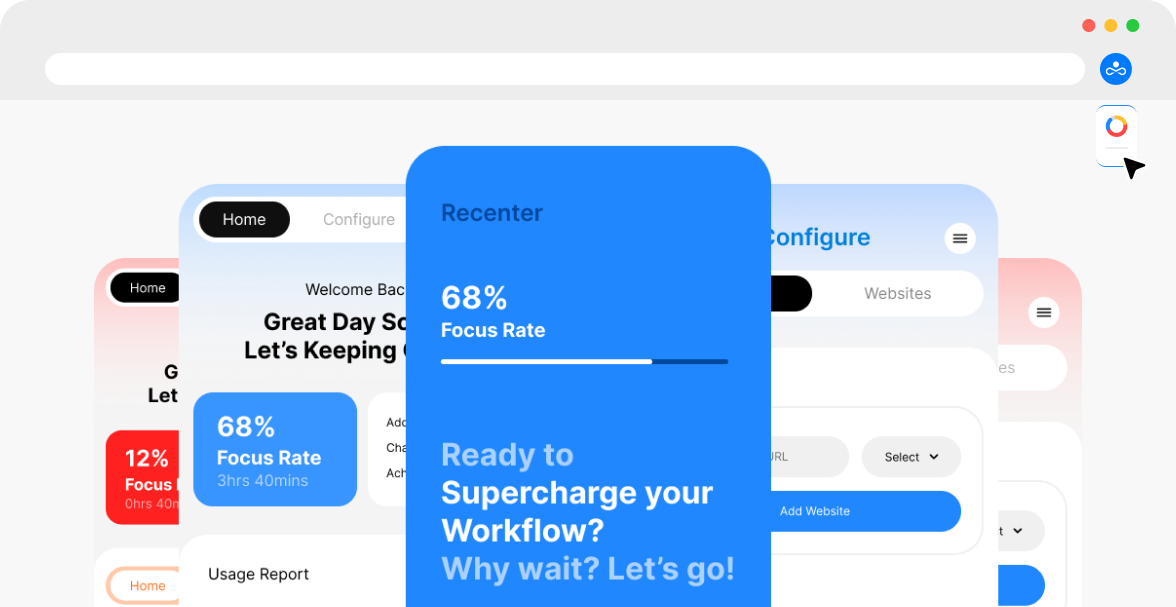 Home
G
Let
12%
Focus
0hrs 40m
Home
Home Configure
Welcome Bac
Great Day So
Let's Keeping
68%
Focus Rate
3hrs 40mins
Add
Cha
Ach
Usage Report
Recenter
68%
Focus Rate
Ready to
Supercharge your
Workflow?
Why wait? Let's go!
Configure
Websites
URL
Select
Add Website
es
t